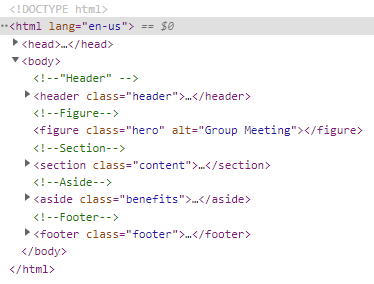 <!DOCTYPE html>
<html lang="en-us"> == $0
<head>…</head>
<body>
<!--"Header" -->
<header class="header">…</header>
<!--Figure-->
<figure class="hero" alt="Group Meeting"></figure>
<!--Section-->
<section class="content">…</section>
<!--Aside-->
<aside class="benefits">…</aside>
<!--Footer-->
<footer class="footer">…</footer>
</body>
</html>